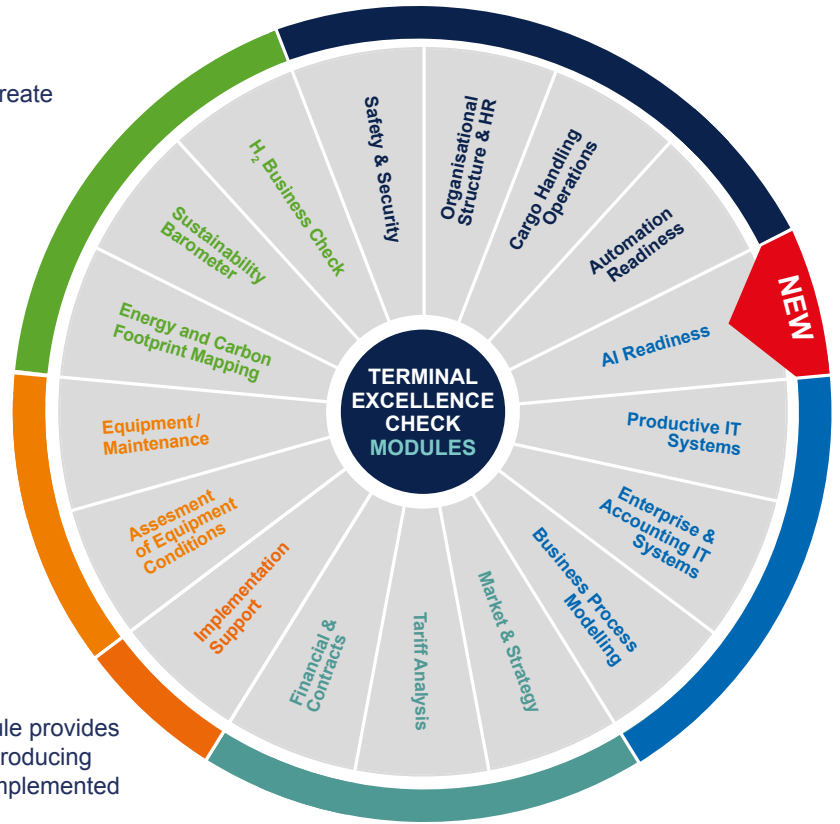 reate
Safety & Security
Organisational
Structure & HR
Cargo Handling
Operations
Automation
Readiness
NEW
AI Readiness
Productive IT
Systems
Enterprise &
Accounting IT
Systems
Business Process
Modelling
Market & Strategy
Tariff Analysis
Financial &
Contracts
Implementation
Support
Assesment
of Equipment
Conditions
Equipment /
Maintenance
Energy and Carbon
Footprint Mapping
Sustainability
Barometer
H₂ Business Check
TERMINAL
EXCELLENCE
CHECK
MODULES
ule provides
roducing
mplemented